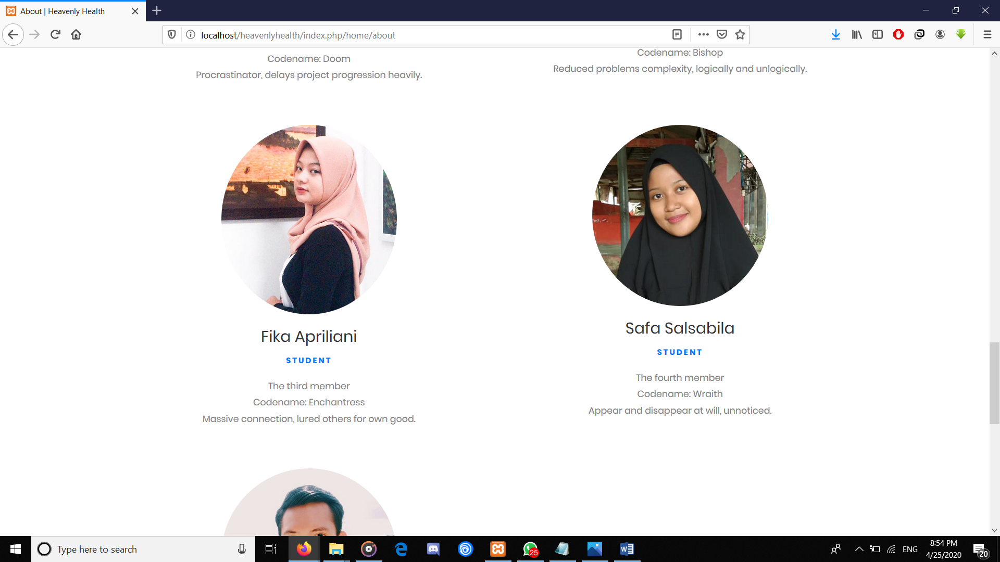 About | Heavenly Health
localhost/heavenlyhealth/index.php/home/about
Codename: Doom
Procrastinator, delays project progression heavily.
Codename: Bishop
Reduced problems complexity, logically and unlogically.
Fika Apriliani
STUDENT
The third member
Codename: Enchantress
Massive connection, lured others for own good.
Safa Salsabila
STUDENT
The fourth member
Codename: Wraith
Appear and disappear at will, unnoticed.
Type here to search
25
ENG
8:54 PM
4/25/2020
20